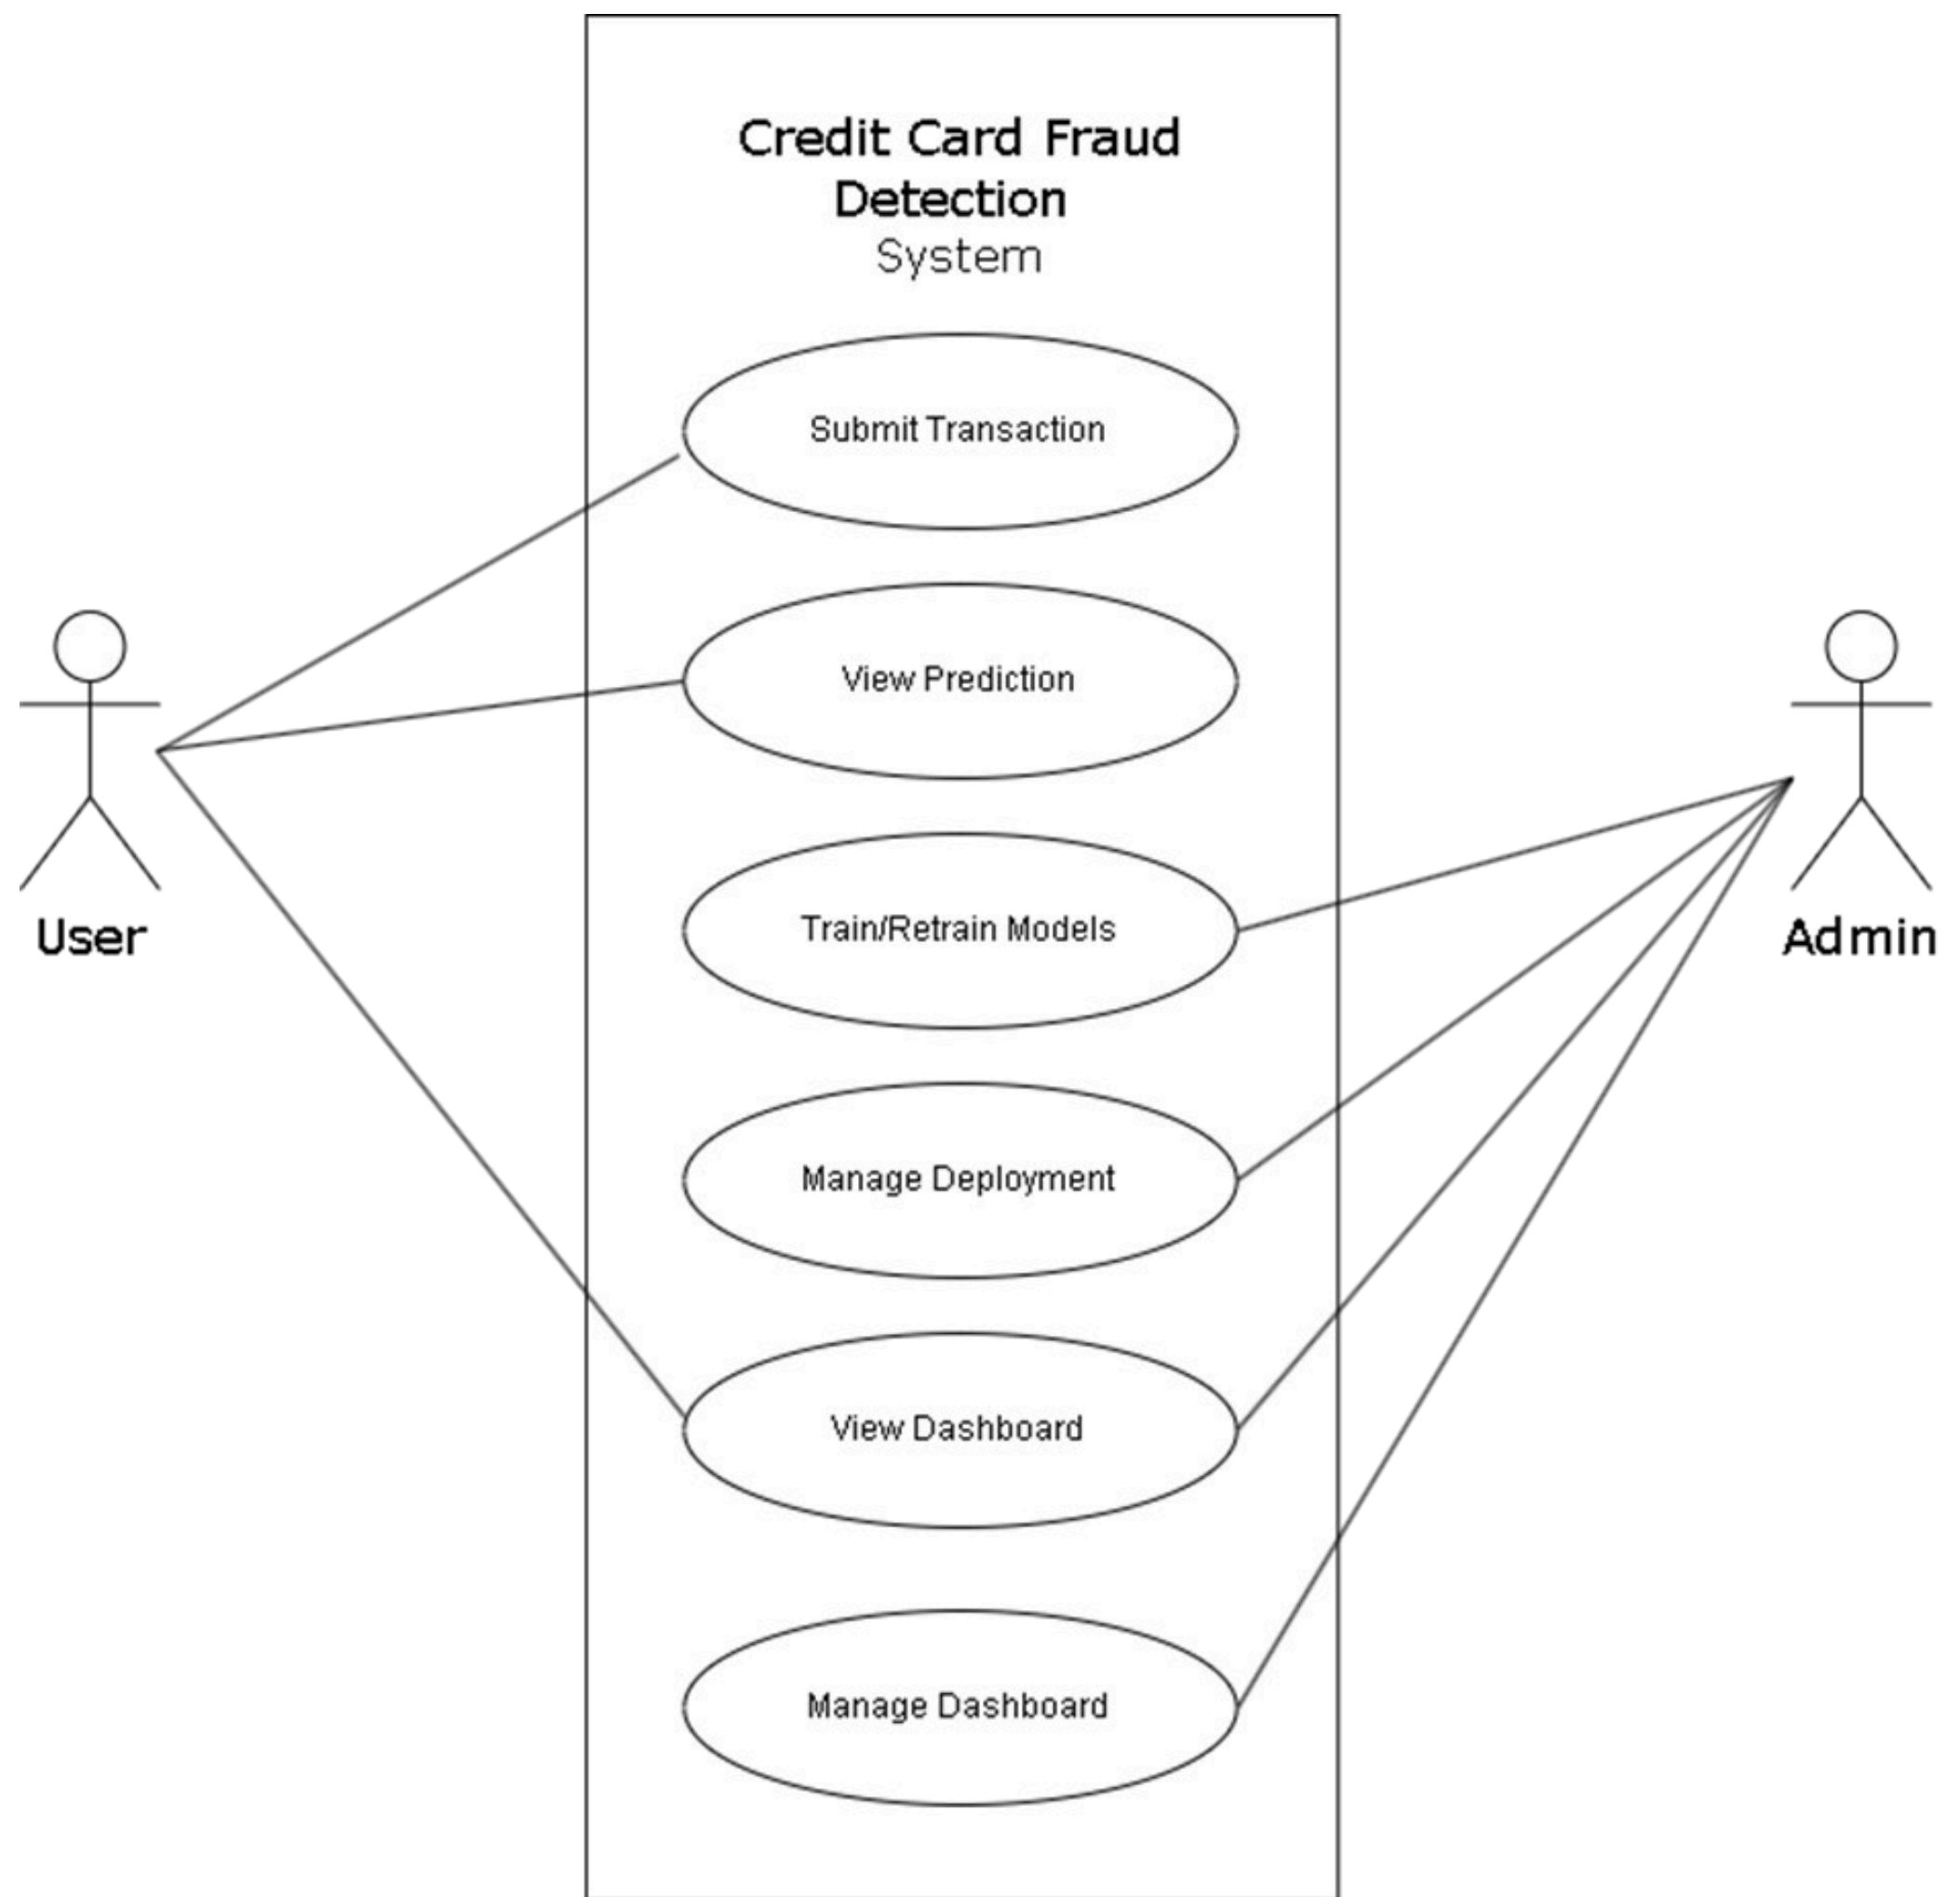 Credit Card Fraud
Detection
System
Submit Transaction
View Prediction
Train/Retrain Models
User
Admin
Manage Deployment
View Dashboard
Manage Dashboard